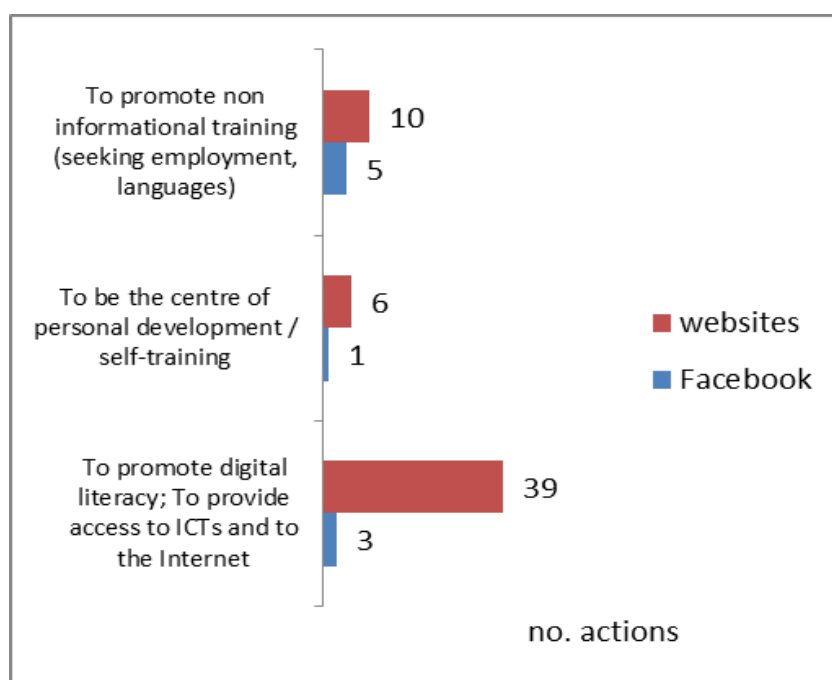 To promote non
informational training
(seeking employment,
languages)
10
5
To be the centre of
personal development /
self-training
6
1
websites
Facebook
To promote digital
literacy; To provide
access to ICTs and to
the Internet
39
3
no. actions